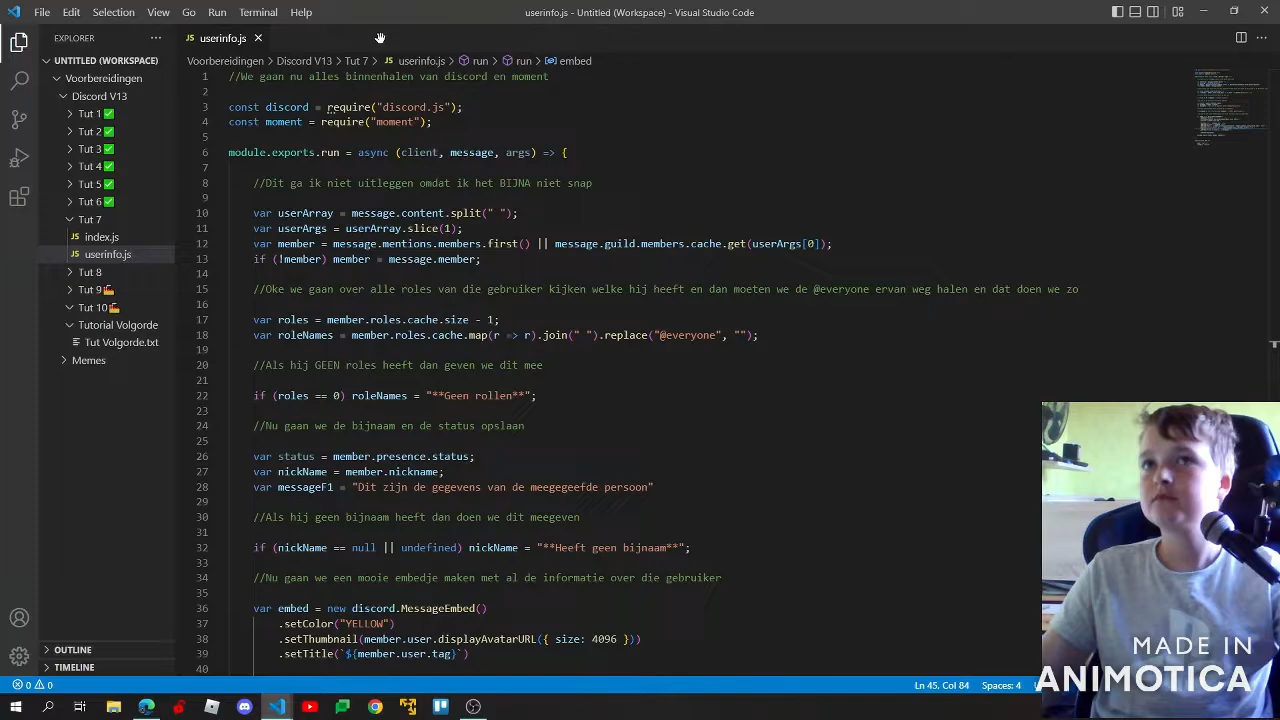 File Edit Selection View Go Run Terminal Help
userinfo.js - Untitled (Workspace) - Visual Studio Code
EXPLORER
UNTITLED (WORKSPACE)
Voorbereidingen
Discord V13
Tut 1
Tut 2
Tut 3
Tut 4
Tut 5
Tut 6
Tut 7
index.js
userinfo.js
Tut 8
Tut 9
Tut 10
Tutorial Volgorde
Tut Volgorde.txt
Memes
OUTLINE
TIMELINE
JS userinfo.js
Voorbereidingen > Discord V13 > Tut 7 > JS userinfo.js > run > run > embed
1 //We gaan nu alles binnenhalen van discord en moment
2
3 const discord = require("discord.js");
4 const moment = require("moment");
5
6 module.exports.run = async (client, message, args) => {
7
8 //Dit ga ik niet uitleggen omdat ik het BIJNA niet snap
9
10 var userArray = message.content.split(" ");
11 var userArgs = userArray.slice(1);
12 var member = message.mentions.members.first() || message.guild.members.cache.get(userArgs[0]);
13 if (!member) member = message.member;
14
15 //Oke we gaan over alle roles van die gebruiker kijken welke hij heeft en dan moeten we de @everyone ervan weg halen en dat doen we zo
16
17 var roles = member.roles.cache.size - 1;
18 var roleNames = member.roles.cache.map(r => r).join(" ").replace("@everyone", "");
19
20 //Als hij GEEN roles heeft dan geven we dit mee
21
22 if (roles == 0) roleNames = "**Geen rollen**";
23
24 //Nu gaan we de bijnaam en de status opslaan
25
26 var status = member.presence.status;
27 var nickName = member.nickname;
28 var messageF1 = "Dit zijn de gegevens van de meegegeefde persoon"
29
30 //Als hij geen bijnaam heeft dan doen we dit meegeven
31
32 if (nickName == null || undefined) nickName = "**Heeft geen bijnaam**";
33
34 //Nu gaan we een mooie embedje maken met al de informatie over die gebruiker
35
36 var embed = new discord.MessageEmbed()
37 .setColor("YELLOW")
38 .setThumbnail(member.user.displayAvatarURL({ size: 4096 }))
39 .setTitle(`${member.user.tag}`)
40
MADE IN
ANIMOTICA
0 0
Ln 45, Col 84 Spaces: 4